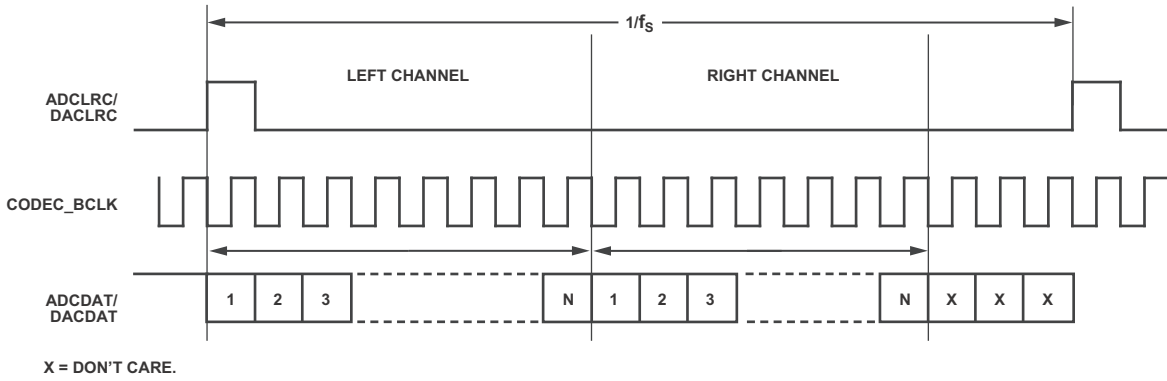 1/fS
LEFT CHANNEL RIGHT CHANNEL
ADCLRC/
DACLRC
CODEC_BCLK
ADCDAT/
DACDAT
1 2 3 N 1 2 3 N X X X
X = DON'T CARE.